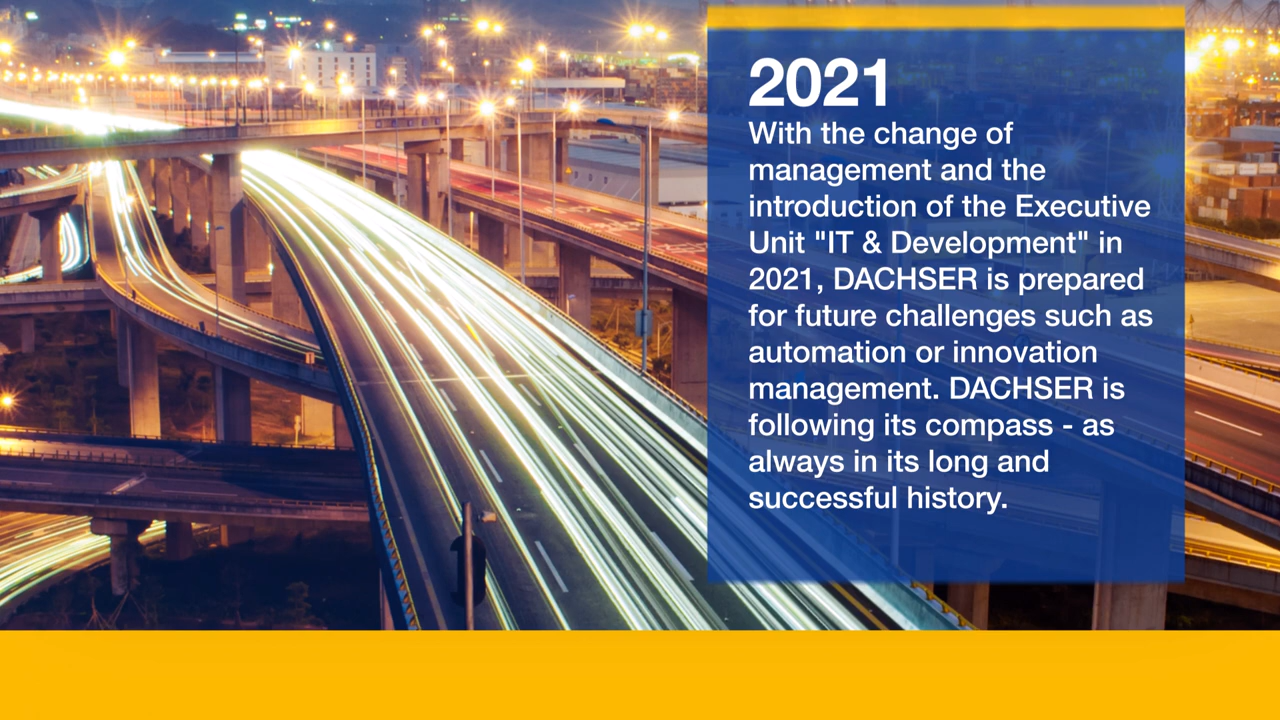 2021
With the change of
management and the
introduction of the Executive
Unit "IT & Development" in
2021, DACHSER is prepared
for future challenges such as
automation or innovation
management. DACHSER is
following its compass - as
always in its long and
successful history.